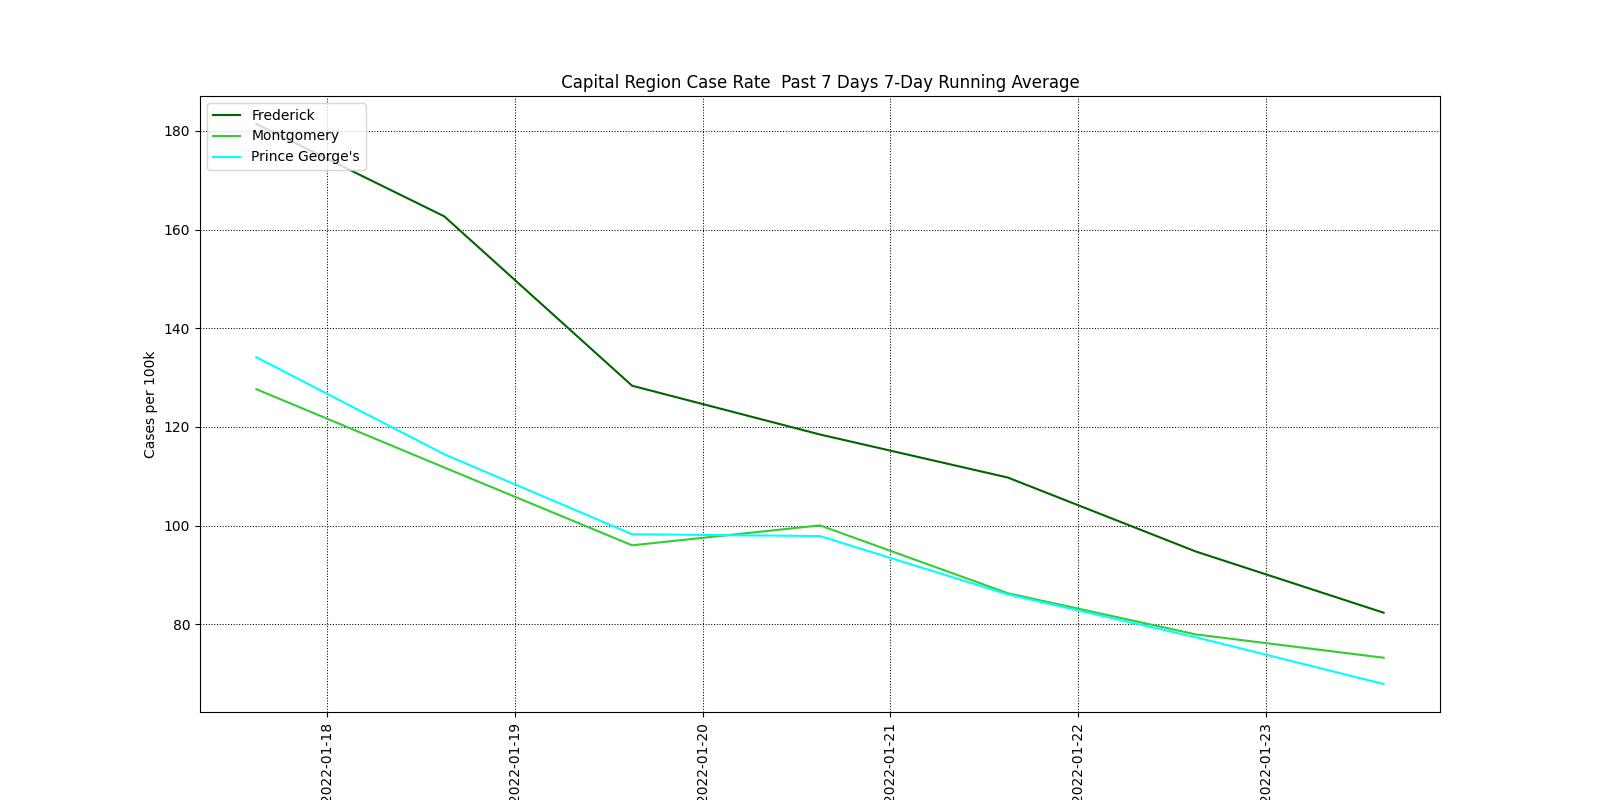 Capital Region Case Rate  Past 7 Days 7-Day Running Average
Frederick
Montgomery
Prince George's
180
160
140
120
100
80
Cases per 100k
2022-01-18
2022-01-19
2022-01-20
2022-01-21
2022-01-22
2022-01-23